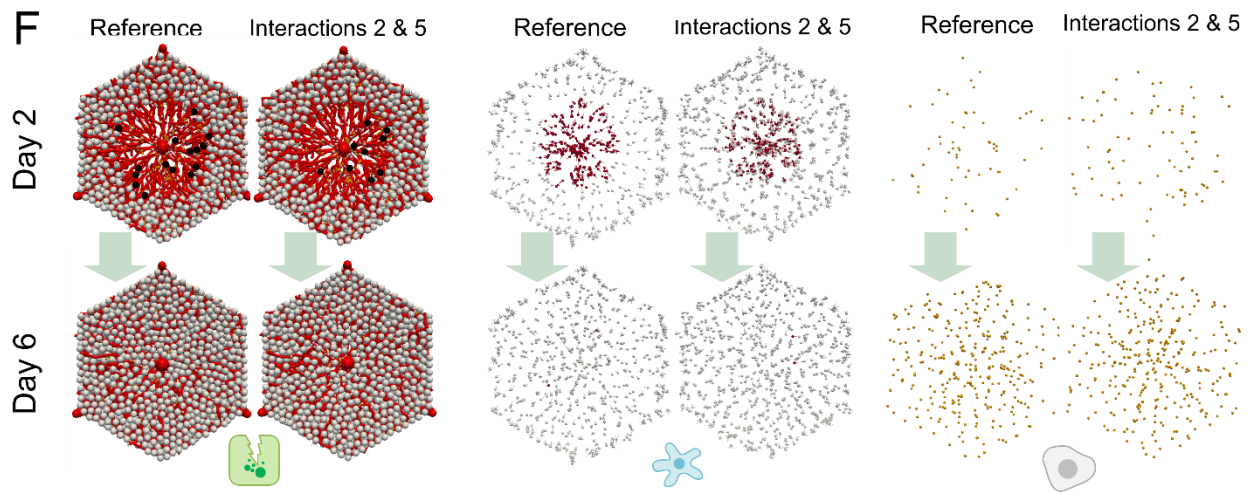 F
Reference Interactions 2 & 5
Reference Interactions 2 & 5
Reference Interactions 2 & 5
Day 2
Day 6